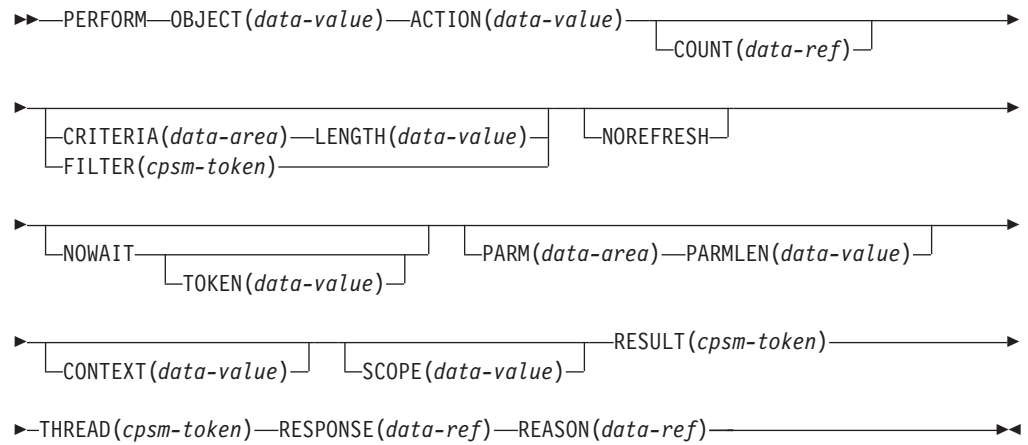 PERFORM OBJECT(data-value) ACTION(data-value)
COUNT(data-ref)
CRITERIA(data-area) LENGTH(data-value)
FILTER(cpsm-token)
NOREFRESH
NOWAIT
TOKEN(data-value)
PARM(data-area) PARMLEN(data-value)
CONTEXT(data-value)
SCOPE(data-value)
RESULT(cpsm-token)
THREAD(cpsm-token) RESPONSE(data-ref) REASON(data-ref)